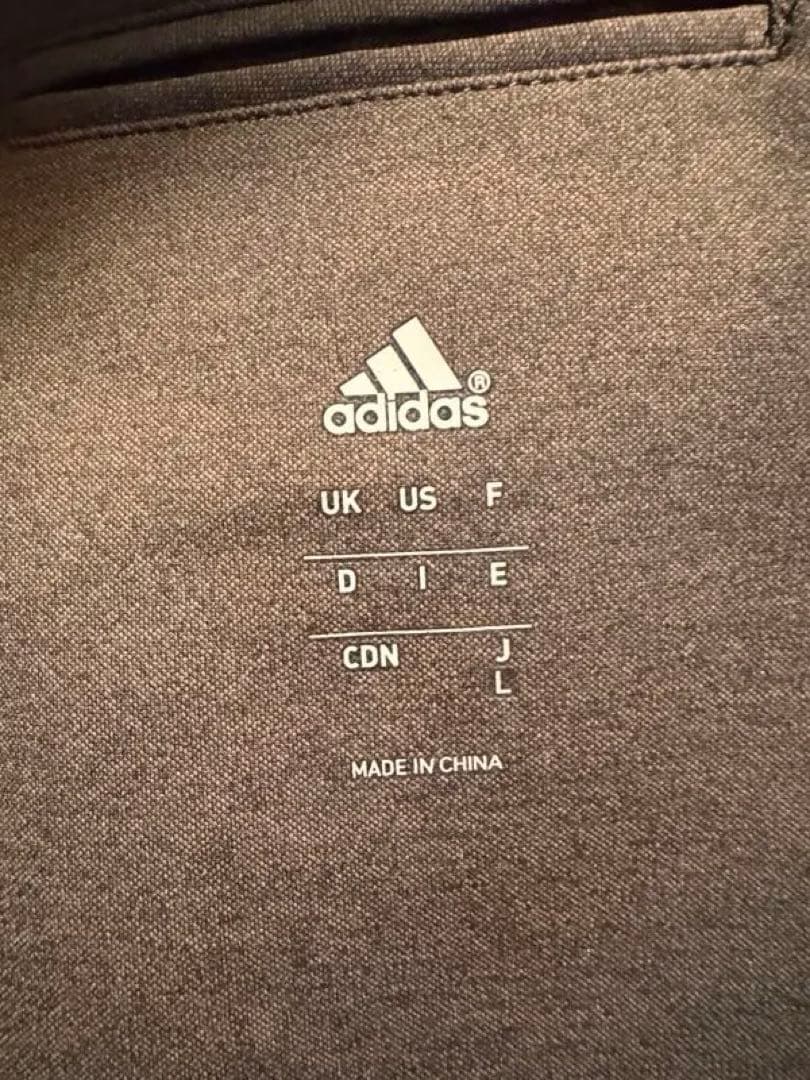 adidas®
UK US F
D I E
CDN J
L
MADE IN CHINA